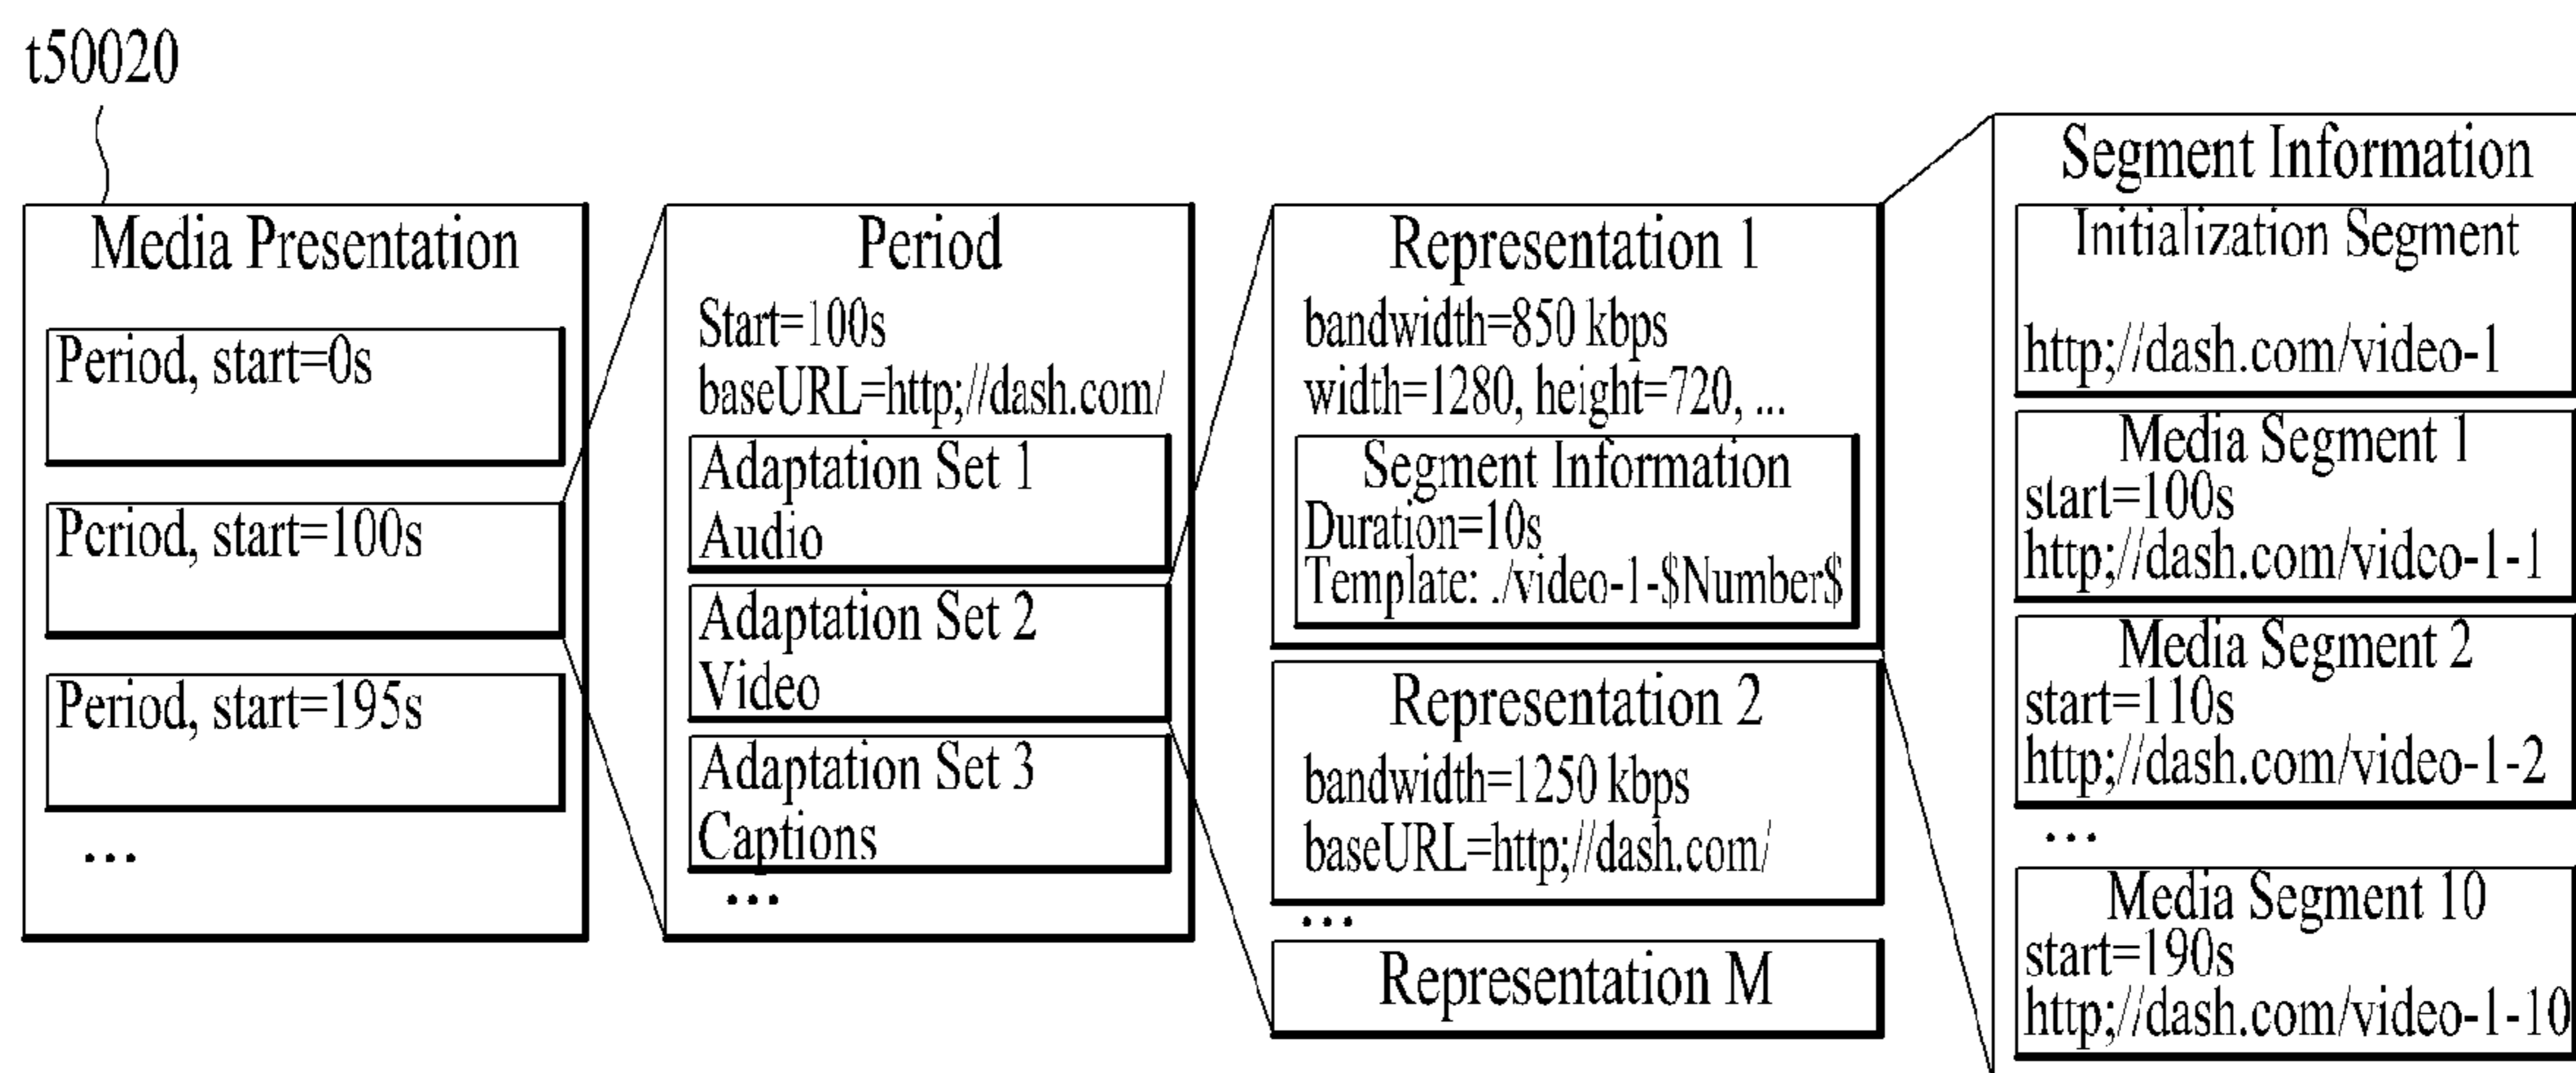 t50020
Media Presentation
Period, start=0s
Period, start=100s
Period, start=195s
...
Period
Start=100s
baseURL=http;//dash.com/
Adaptation Set 1
Audio
Adaptation Set 2
Video
Adaptation Set 3
Captions
...
Representation 1
bandwidth=850 kbps
width=1280, height=720, ...
Segment Information
Duration=10s
Template: ./video-1-$Number$
Representation 2
bandwidth=1250 kbps
baseURL=http;//dash.com/
...
Representation M
Segment Information
Initialization Segment
http;//dash.com/video-1
Media Segment 1
start=100s
http;//dash.com/video-1-1
Media Segment 2
start=110s
http;//dash.com/video-1-2
...
Media Segment 10
start=190s
http;//dash.com/video-1-10